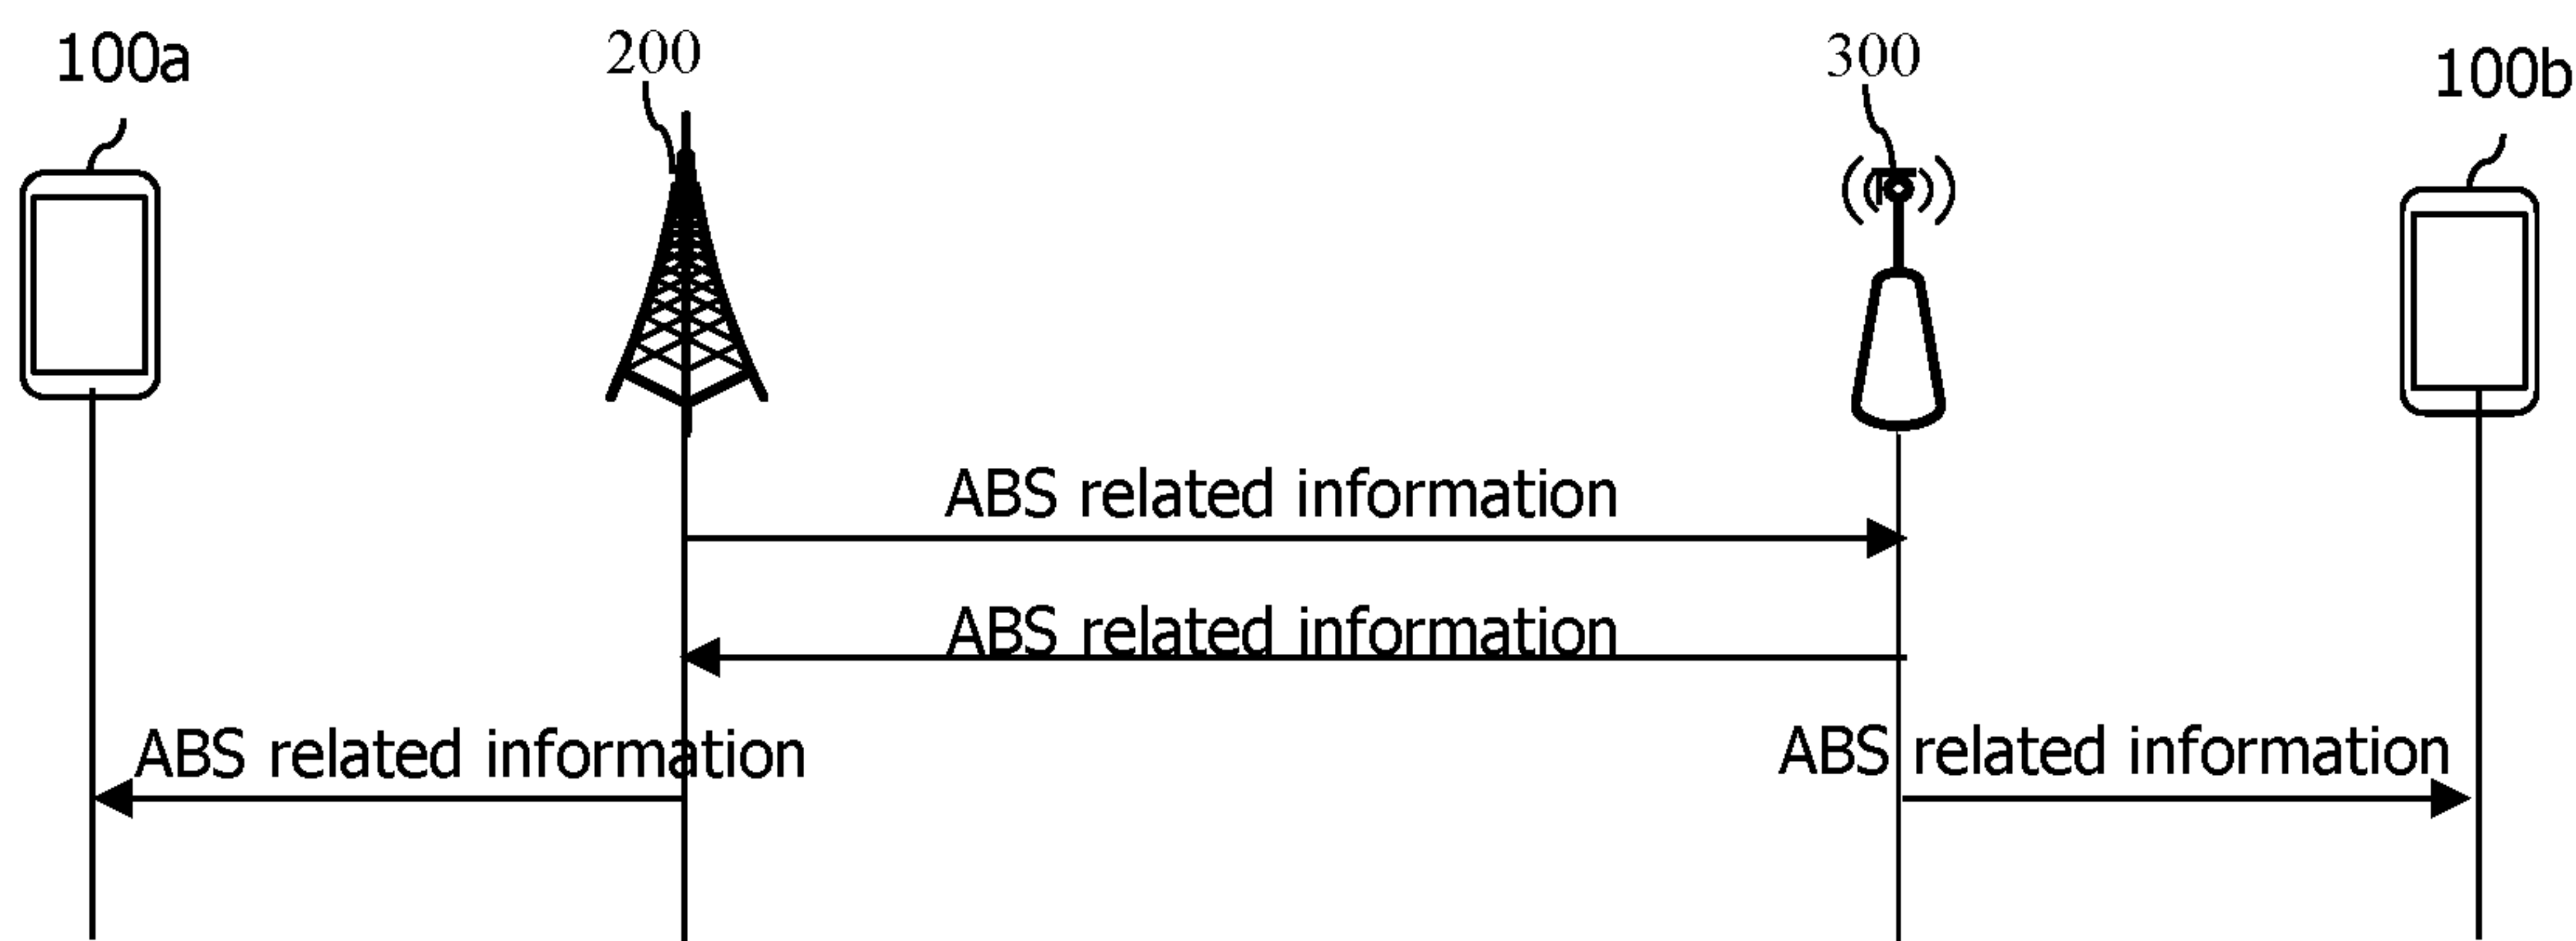 100a
200
300
100b
ABS related information
ABS related information
ABS related information
ABS related information